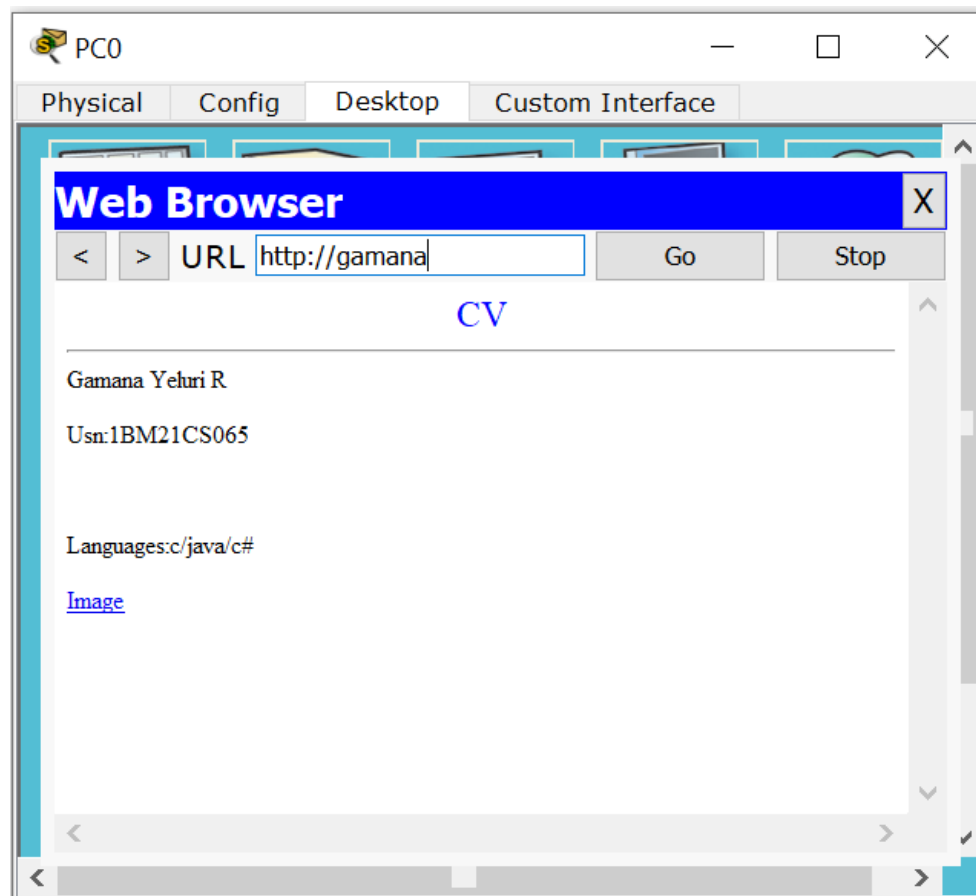 PC0
Physical Config Desktop Custom Interface
Web Browser X
< > URL http://gamana Go Stop
CV
Gamana Yeluri R
Usn:1BM21CS065
Languages:c/java/c#
Image